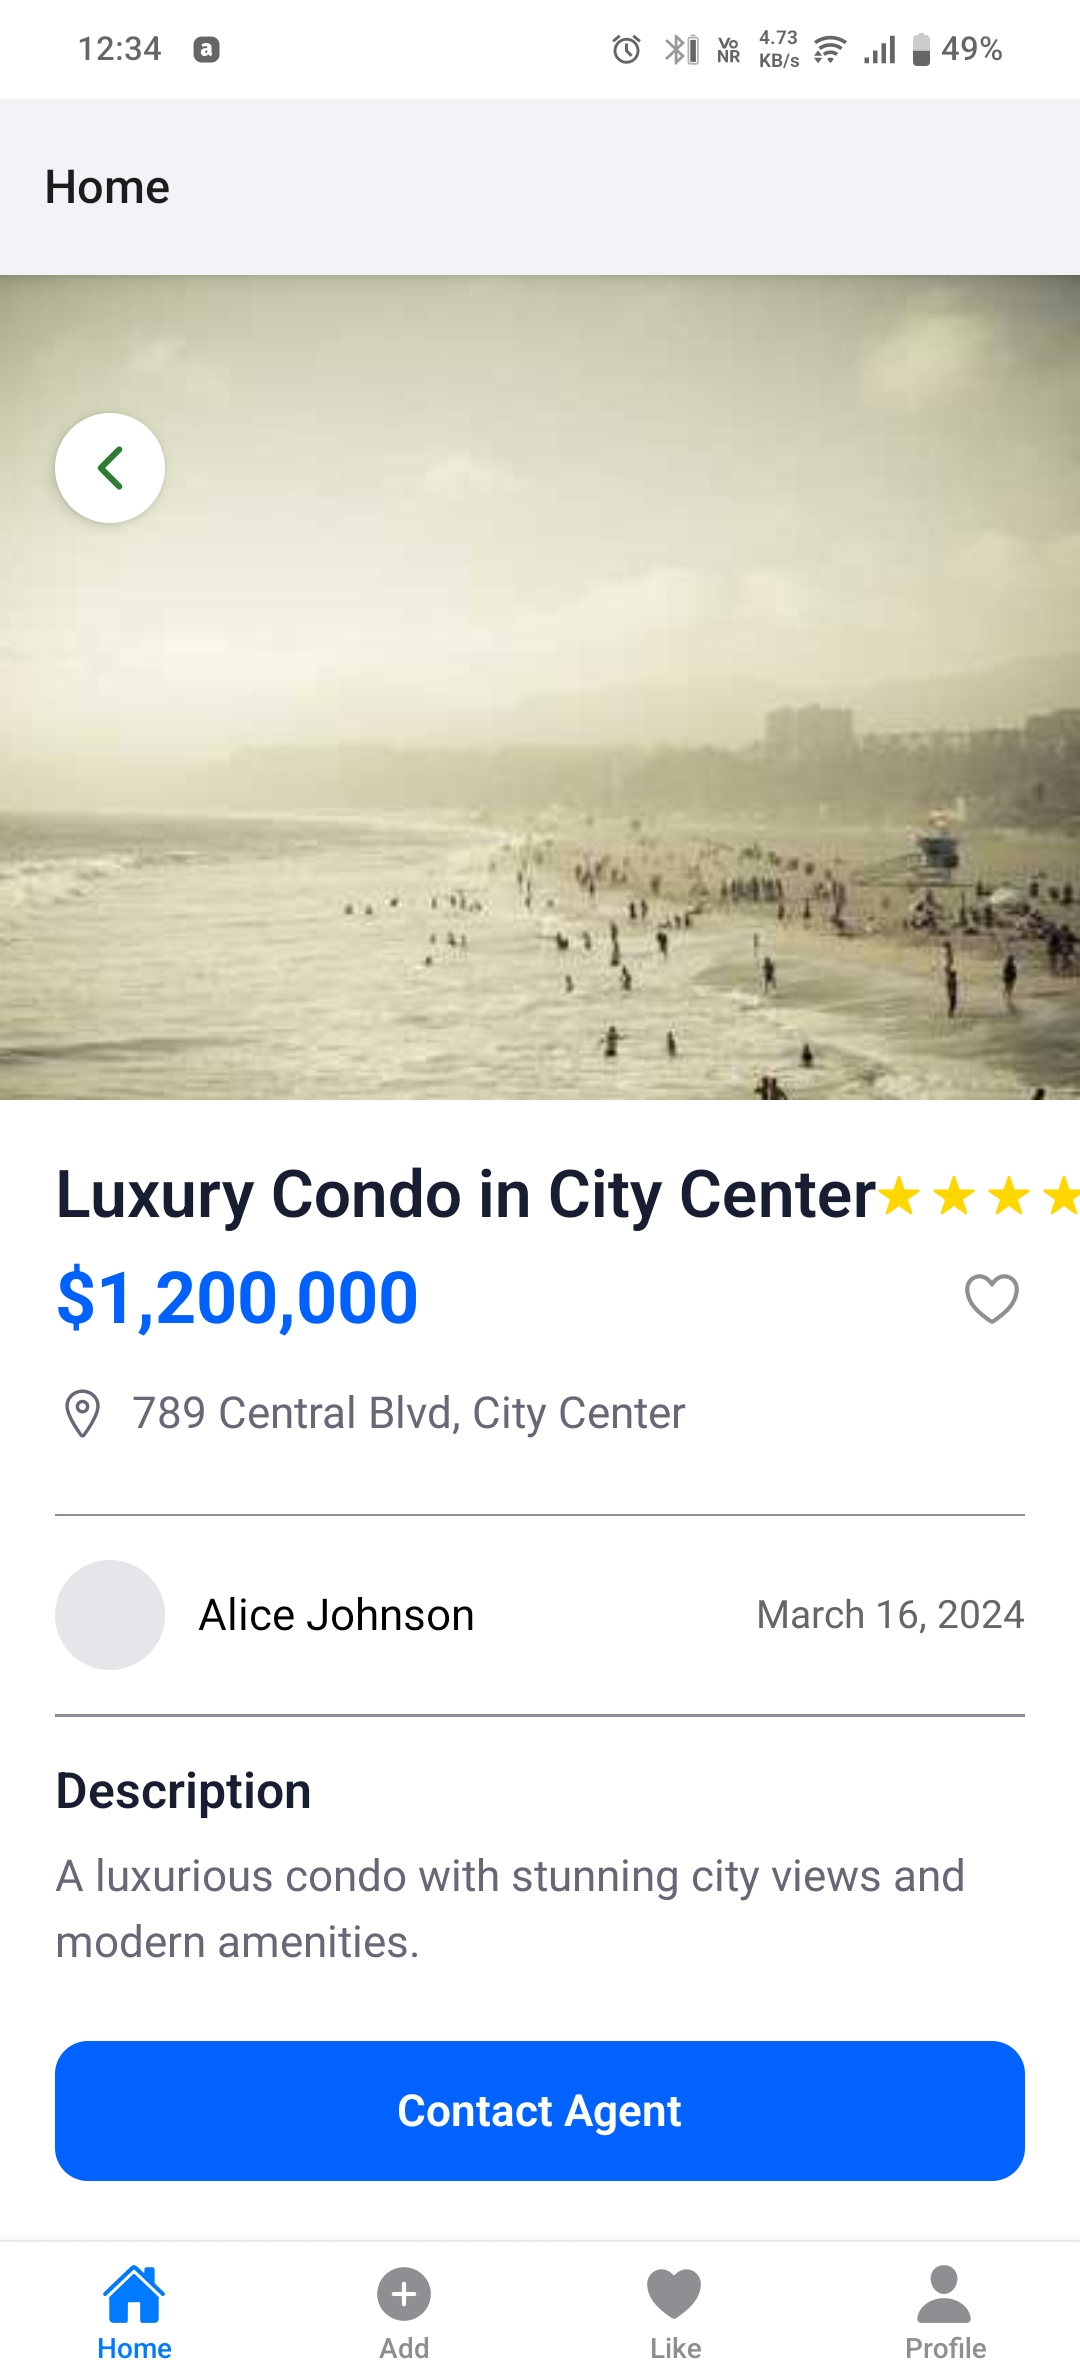 12:34 a Vo NR 4.73 KB/s 49%
Home
Luxury Condo in City Center
$1,200,000
789 Central Blvd, City Center
Alice Johnson March 16, 2024
Description
A luxurious condo with stunning city views and
modern amenities.
Contact Agent
Home Add Like Profile